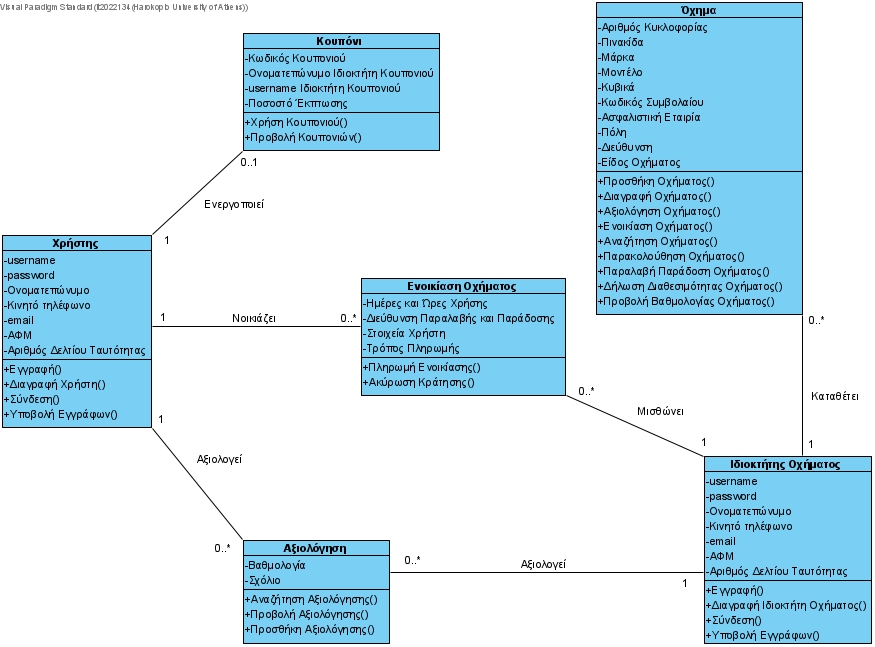 Visual Paradigm Standard(it2022134(Harokopio University of Athens))
Κουπόνι
-Κωδικός Κουπονιού
-Ονοματεπώνυμο Ιδιοκτήτη Κουπονιού
-username Ιδιοκτήτη Κουπονιού
-Ποσοστό Έκπτωσης
+Χρήση Κουπονιού()
+Προβολή Κουπονιών()
0..1
Ενεργοποιεί
1
Όχημα
-Αριθμός Κυκλοφορίας
-Πινακίδα
-Μάρκα
-Μοντέλο
-Κυβικά
-Κωδικός Συμβολαίου
-Ασφαλιστική Εταιρία
-Πόλη
-Διεύθυνση
-Είδος Οχήματος
+Προσθήκη Οχήματος()
+Διαγραφή Οχήματος()
+Αξιολόγηση Οχήματος()
+Ενοικίαση Οχήματος()
+Αναζήτηση Οχήματος()
+Παρακολούθηση Οχήματος()
+Παραλαβή Παράδοση Οχήματος()
+Δήλωση Διαθεσιμότητας Οχήματος()
+Προβολή Βαθμολογίας Οχήματος()
0..*
Καταθέτει
1
Χρήστης
-username
-password
-Ονοματεπώνυμο
-Κινητό τηλέφωνο
-email
-ΑΦΜ
-Αριθμός Δελτίου Ταυτότητας
+Εγγραφή()
+Διαγραφή Χρήστη()
+Σύνδεση()
+Υποβολή Εγγράφων()
1
Νοικιάζει
0..*
Ενοικίαση Οχήματος
-Ημέρες και Ώρες Χρήσης
-Διεύθυνση Παραλαβής και Παράδοσης
-Στοιχεία Χρήστη
-Τρόπος Πληρωμής
+Πληρωμή Ενοικίασης()
+Ακύρωση Κράτησης()
0..*
Μισθώνει
1
1
Αξιολογεί
0..*
Αξιολόγηση
-Βαθμολογία
-Σχόλιο
+Αναζήτηση Αξιολόγησης()
+Προβολή Αξιολόγησης()
+Προσθήκη Αξιολόγησης()
0..*
Αξιολογεί
1
Ιδιοκτήτης Οχήματος
-username
-password
-Ονοματεπώνυμο
-Κινητό τηλέφωνο
-email
-ΑΦΜ
-Αριθμός Δελτίου Ταυτότητας
+Εγγραφή()
+Διαγραφή Ιδιοκτήτη Οχήματος()
+Σύνδεση()
+Υποβολή Εγγράφων()